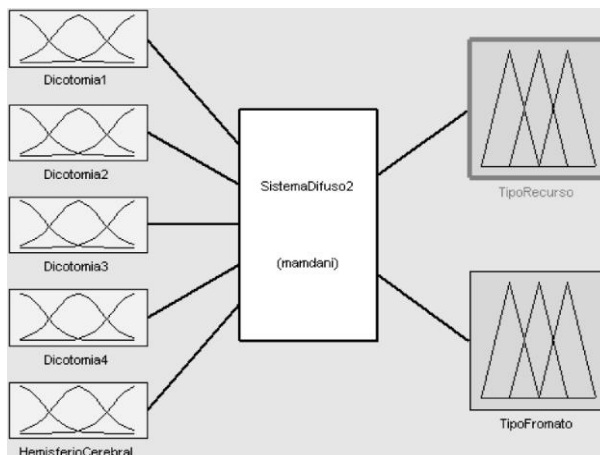 Dicotomia1
Dicotomia2
Dicotomia3
Dicotomia4
HemisferioCerebral
SistemaDifuso2
(mamdani)
TipoRecurso
TipoFromato